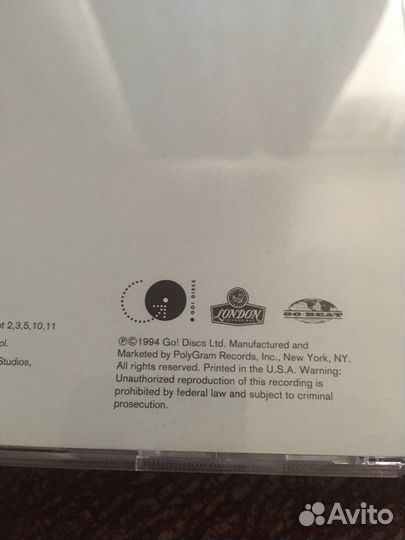 GO! DISCS
LONDON
RECORDINGS
GO·BEAT
t 2,3,5,10,11
ol.
Studios,
℗©1994 Go! Discs Ltd. Manufactured and
Marketed by PolyGram Records, Inc., New York, NY.
All rights reserved. Printed in the U.S.A. Warning:
Unauthorized reproduction of this recording is
prohibited by federal law and subject to criminal
prosecution.
Avito